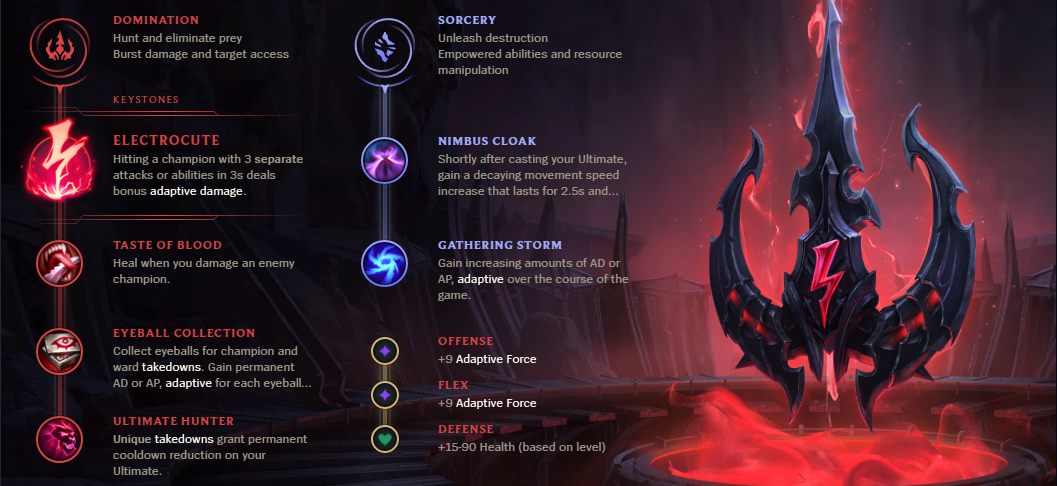 DOMINATION
Hunt and eliminate prey
Burst damage and target access
KEYSTONES
ELECTROCUTE
Hitting a champion with 3 separate
attacks or abilities in 3s deals
bonus adaptive damage.
TASTE OF BLOOD
Heal when you damage an enemy
champion.
EYEBALL COLLECTION
Collect eyeballs for champion and
ward takedowns. Gain permanent
AD or AP, adaptive for each eyeball...
ULTIMATE HUNTER
Unique takedowns grant permanent
cooldown reduction on your
Ultimate.
SORCERY
Unleash destruction
Empowered abilities and resource
manipulation
NIMBUS CLOAK
Shortly after casting your Ultimate,
gain a decaying movement speed
increase that lasts for 2.5s and...
GATHERING STORM
Gain increasing amounts of AD or
AP, adaptive over the course of the
game.
OFFENSE
+9 Adaptive Force
FLEX
+9 Adaptive Force
DEFENSE
+15-90 Health (based on level)